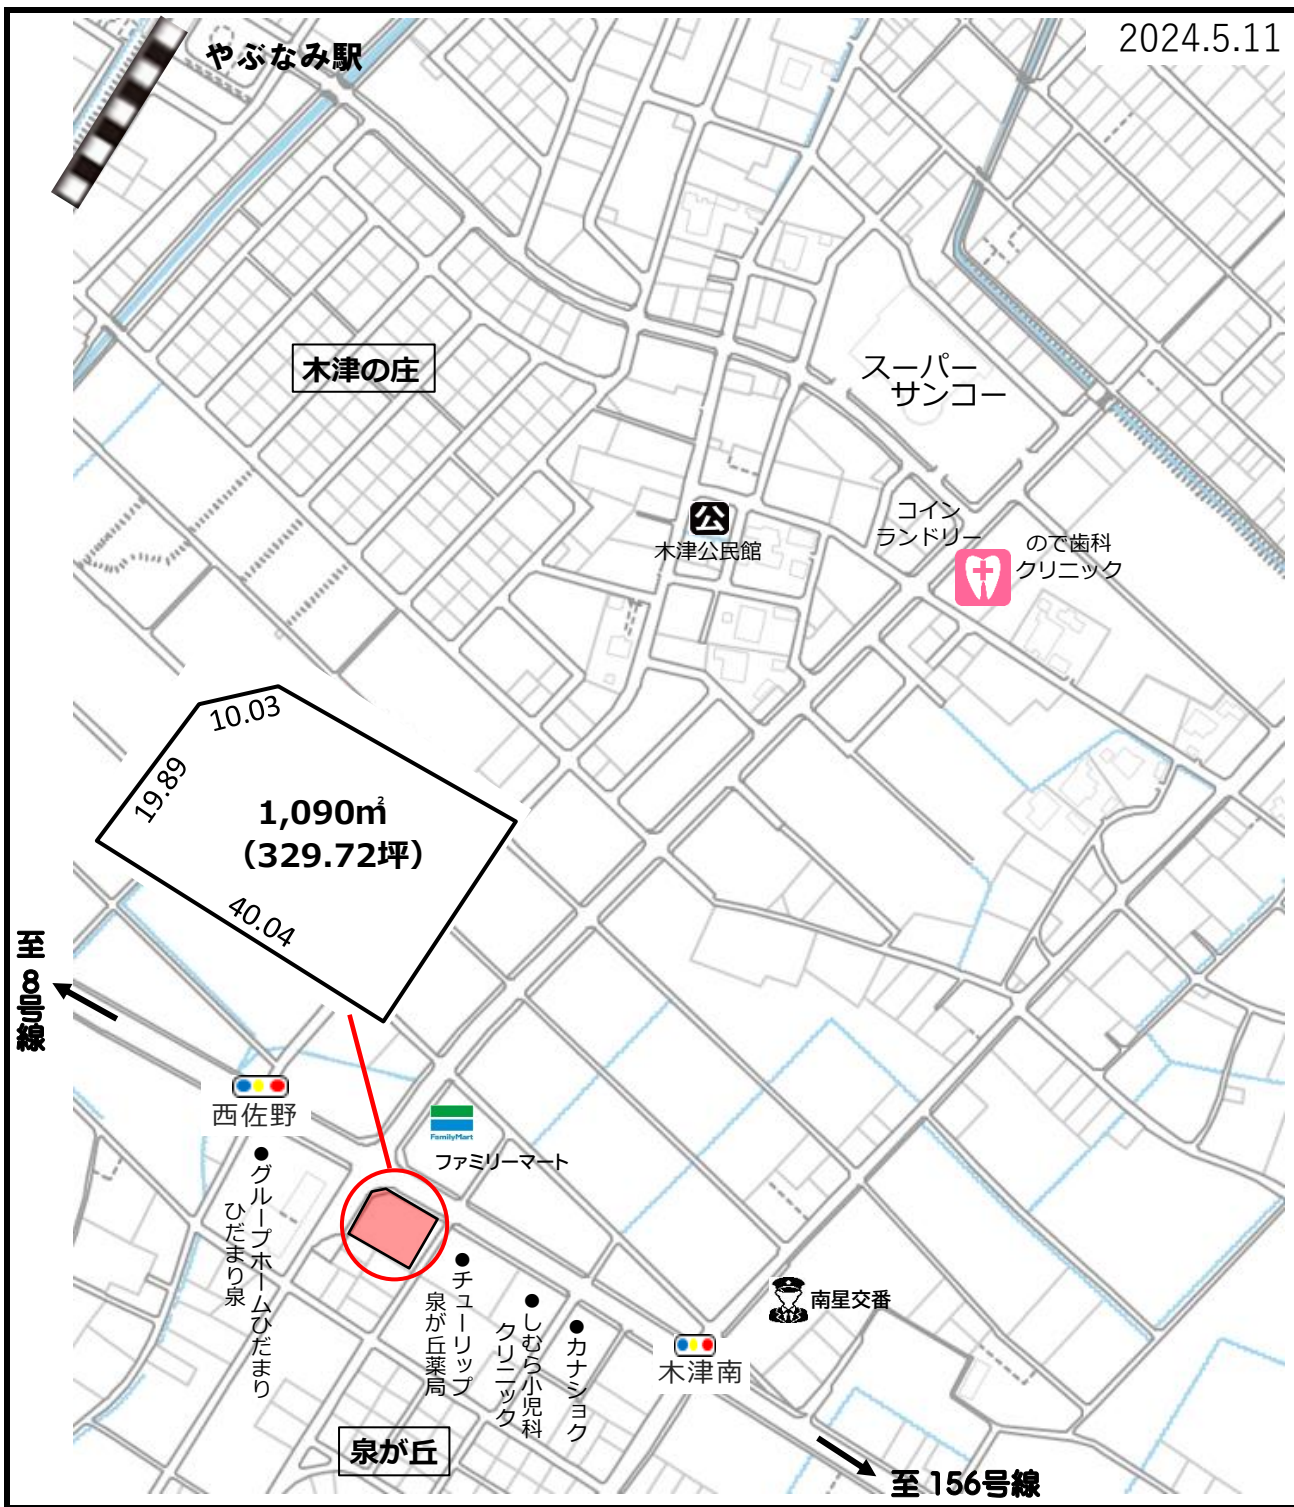 2024.5.11
やぶなみ駅
木津の庄
スーパー
サンコー
公
木津公民館
コイン
ランドリー
ので歯科
クリニック
10.03
19.89
1,090㎡
（329.72坪）
40.04
至8号線
西佐野
FamilyMart
ファミリーマート
●グループホームひだまり
ひだまり泉
●チューリップ
泉が丘薬局
●しむら小児科
クリニック
●カナショク
南星交番
木津南
泉が丘
至 156号線